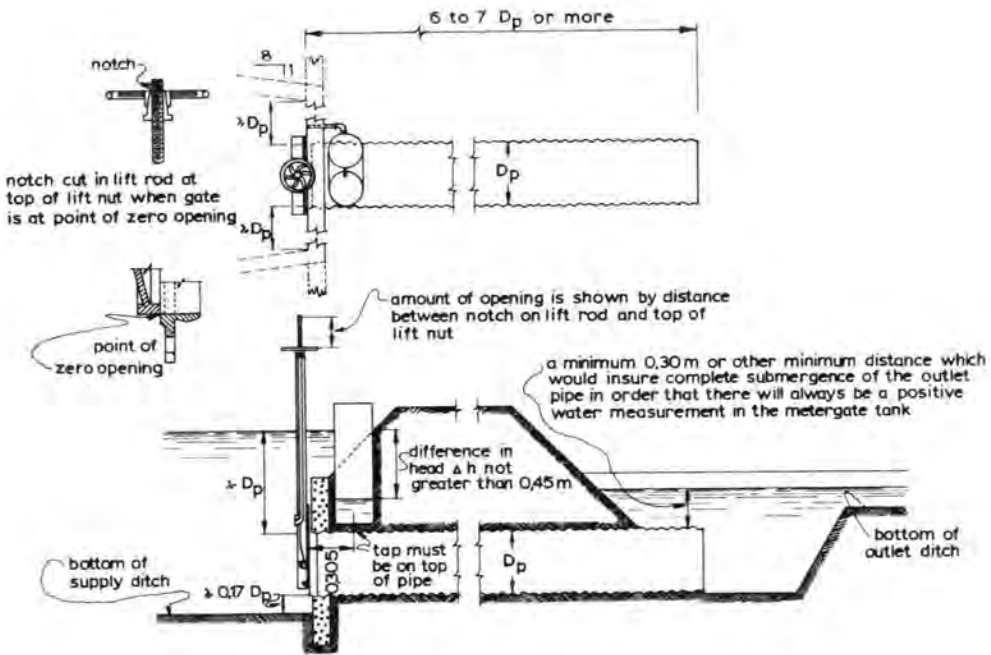 6 to 7 Dp or more
notch
8
1
≥ Dp
Dp
notch cut in lift rod at
top of lift nut when gate
is at point of zero opening
≥ Dp
amount of opening is shown by distance
between notch on lift rod and top of
lift nut
point of
zero opening
a minimum 0,30 m or other minimum distance which
would insure complete submergence of the outlet
pipe in order that there will always be a positive
water measurement in the metergate tank
difference in
head Δ h not
greater than 0,45 m
≥ Dp
bottom of
outlet ditch
tap must
be on top
of pipe
0,305
Dp
bottom of
supply ditch
≥ 0,17 Dp